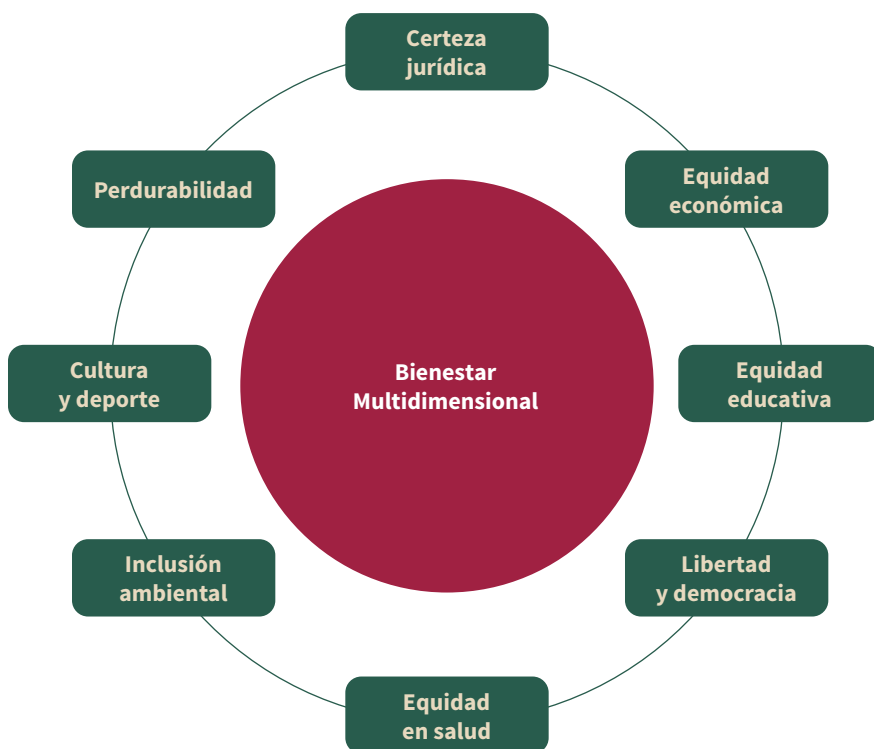 Certeza
jurídica
Perdurabilidad
Equidad
económica
Cultura
y deporte
Bienestar
Multidimensional
Equidad
educativa
Inclusión
ambiental
Libertad
y democracia
Equidad
en salud